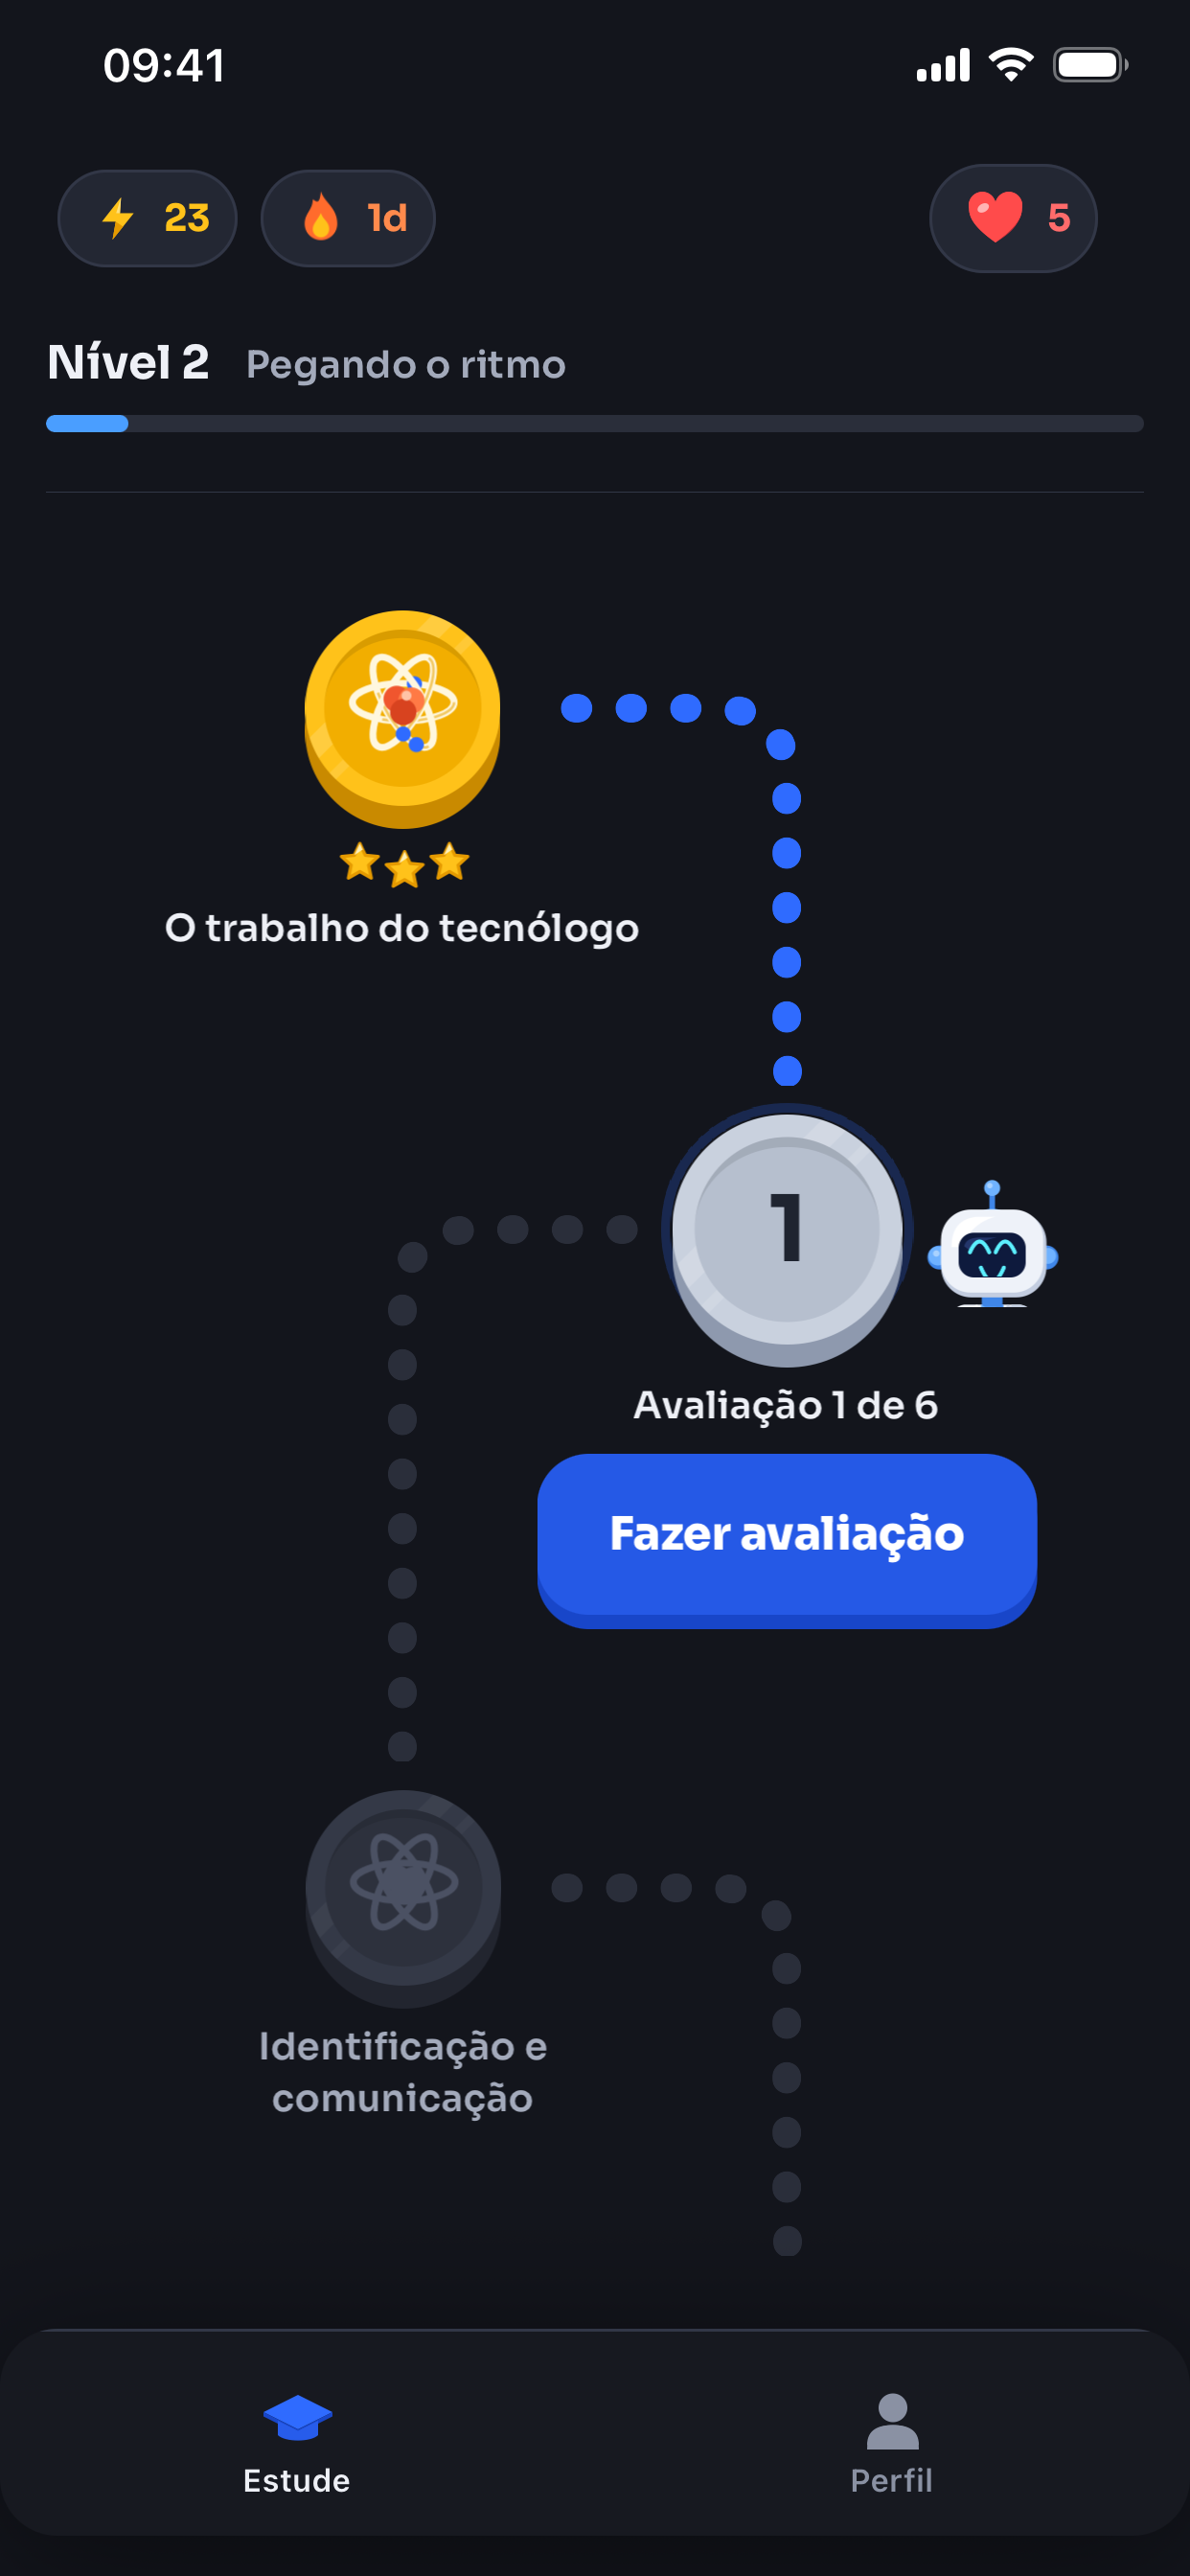 09:41
23
1d
5
Nível 2 Pegando o ritmo
O trabalho do tecnólogo
1
Avaliação 1 de 6
Fazer avaliação
Identificação e
comunicação
Estude
Perfil